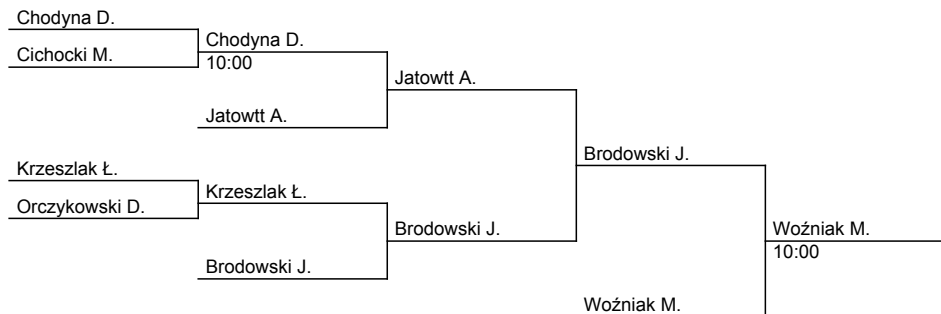 Chodyna D.
Cichocki M.
Chodyna D.
10:00
Jatowtt A.
Jatowtt A.
Krzeszlak Ł.
Orczykowski D.
Krzeszlak Ł.
Brodowski J.
Brodowski J.
Brodowski J.
Woźniak M.
Woźniak M.
10:00